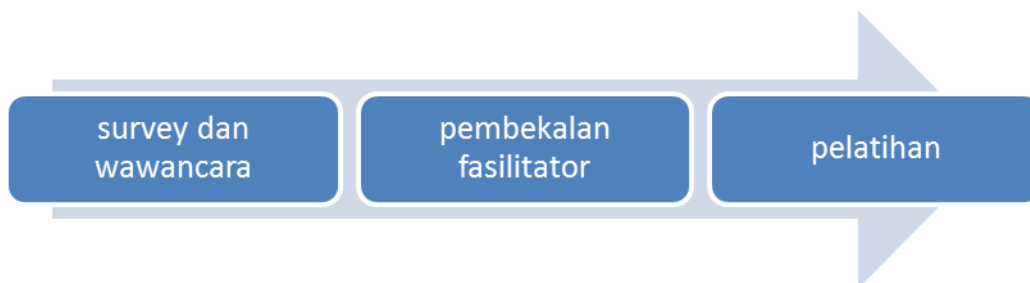 survey dan
wawancara
pembekalan
fasilitator
pelatihan